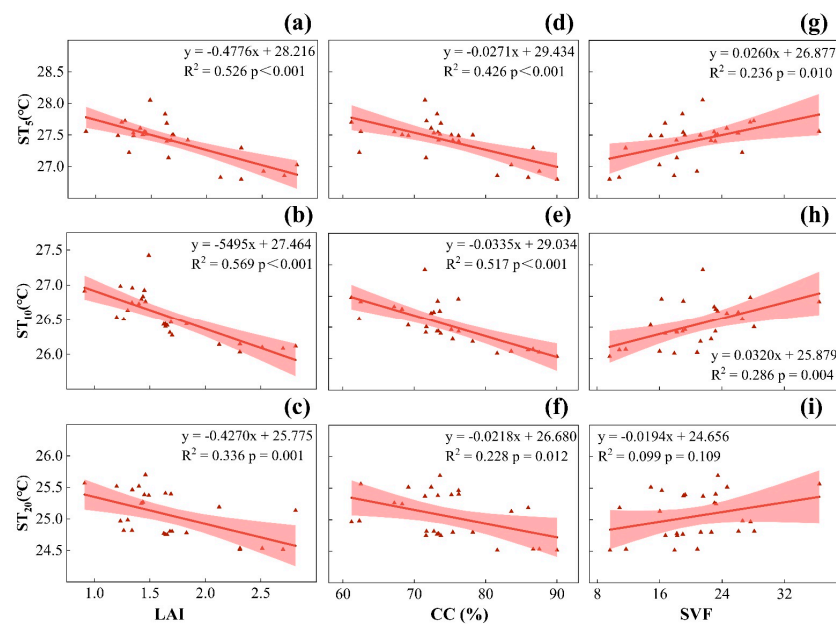 (a)
y = -0.4776x + 28.216
R² = 0.526 p<0.001
28.5
28.0
27.5
27.0
ST₅(℃)
(d)
y = -0.0271x + 29.434
R² = 0.426 p<0.001
(g)
y = 0.0260x + 26.877
R² = 0.236 p = 0.010
(b)
y = -5495x + 27.464
R² = 0.569 p<0.001
27.5
27.0
26.5
26.0
ST₁₀(℃)
(e)
y = -0.0335x + 29.034
R² = 0.517 p<0.001
(h)
y = 0.0320x + 25.879
R² = 0.286 p = 0.004
(c)
y = -0.4270x + 25.775
R² = 0.336 p = 0.001
26.0
25.5
25.0
24.5
ST₂₀(℃)
1.0 1.5 2.0 2.5
LAI
(f)
y = -0.0218x + 26.680
R² = 0.228 p = 0.012
60 70 80 90
CC (%)
(i)
y = -0.0194x + 24.656
R² = 0.099 p = 0.109
8 16 24 32
SVF